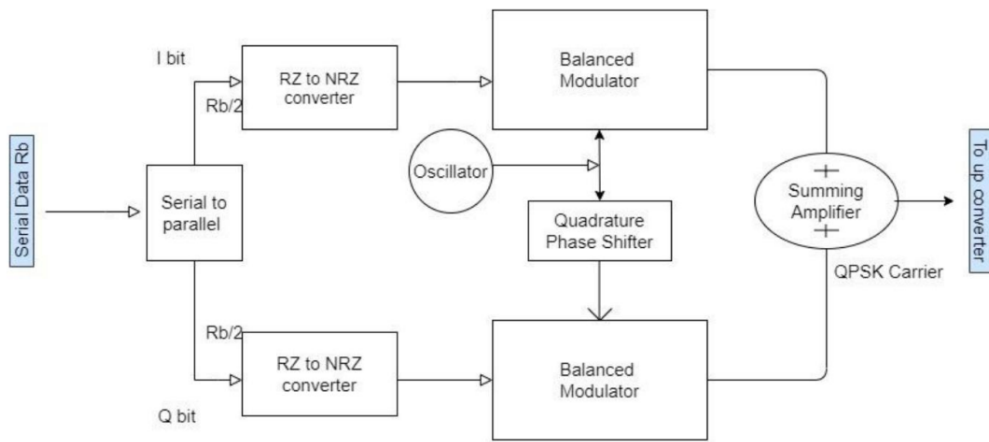 Serial Data Rb
Serial to
parallel
I bit
Rb/2
RZ to NRZ
converter
Balanced
Modulator
Oscillator
Quadrature
Phase Shifter
Rb/2
Q bit
RZ to NRZ
converter
Balanced
Modulator
+
Summing
Amplifier
+
QPSK Carrier
To up
converter